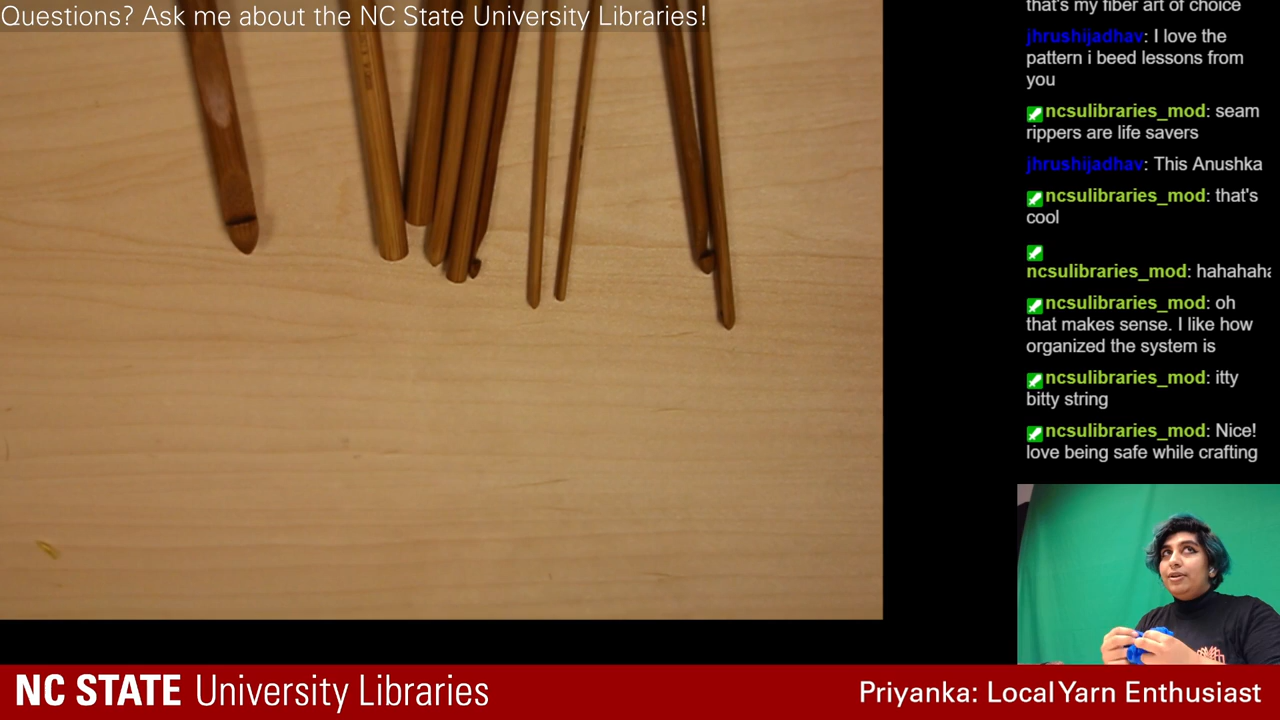 Questions? Ask me about the NC State University Libraries!
that's my fiber art of choice
jhrushijadhav: I love the
pattern i beed lessons from
you
ncsulibraries_mod: seam
rippers are life savers
jhrushijadhav: This Anushka
ncsulibraries_mod: that's
cool
ncsulibraries_mod: hahahaha
ncsulibraries_mod: oh
that makes sense. I like how
organized the system is
ncsulibraries_mod: itty
bitty string
ncsulibraries_mod: Nice!
love being safe while crafting
NC STATE University Libraries
Priyanka: Local Yarn Enthusiast